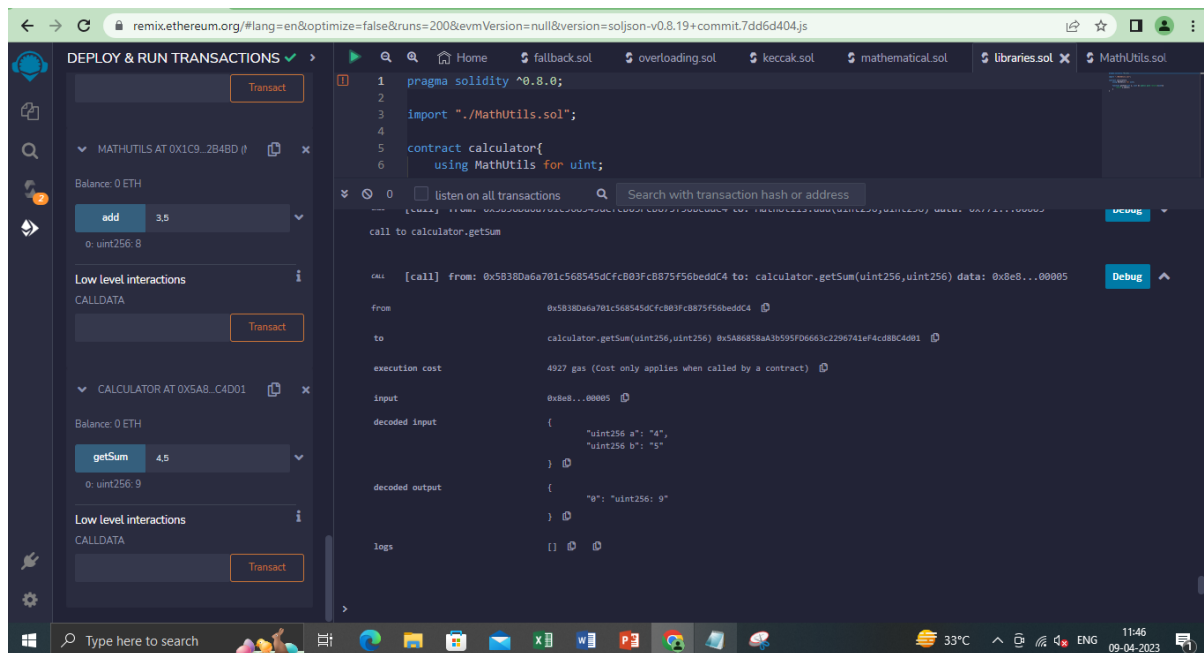 remix.ethereum.org/#lang=en&optimize=false&runs=200&evmVersion=null&version=soljson-v0.8.19+commit.7dd6d404.js
DEPLOY & RUN TRANSACTIONS
Transact
MATHUTILS AT 0X1C9...2B4BD (M
Balance: 0 ETH
add 3,5
0: uint256: 8
Low level interactions
CALLDATA
Transact
CALCULATOR AT 0X5A8...C4D01
Balance: 0 ETH
getSum 4,5
0: uint256: 9
Low level interactions
CALLDATA
Transact
2
Home fallback.sol overloading.sol keccak.sol mathematical.sol libraries.sol MathUtils.sol
1 pragma solidity ^0.8.0;
2
3 import "./MathUtils.sol";
4
5 contract calculator{
6 using MathUtils for uint;
0 listen on all transactions Search with transaction hash or address
Debug
call to calculator.getSum
CALL [call] from: 0x5B38Da6a701c568545dCfcB03FcB875f56beddC4 to: calculator.getSum(uint256,uint256) data: 0x8e8...00005 Debug
from 0x5B38Da6a701c568545dCfcB03FcB875f56beddC4
to calculator.getSum(uint256,uint256) 0x5A86858aA3b595FD6663c2296741eF4cd8BC4d01
execution cost 4927 gas (Cost only applies when called by a contract)
input 0x8e8...00005
decoded input {
"uint256 a": "4",
"uint256 b": "5"
}
decoded output {
"0": "uint256: 9"
}
logs []
>
Type here to search
33°C ENG 11:46
09-04-2023
1